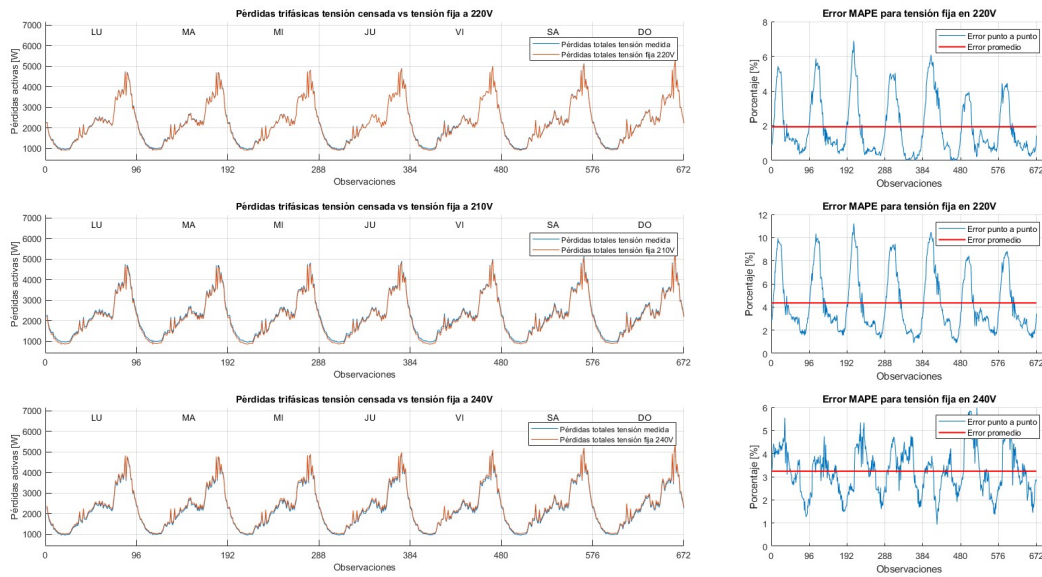 Pérdidas trifásicas tensión censada vs tensión fija a 220V
7000
6000
5000
4000
3000
2000
1000
Pérdidas activas [W]
LU MA MI JU VI SA DO
Pérdidas totales tensión medida
Pérdidas totales tensión fija 220V
0 96 192 288 384 480 576 672
Observaciones
Error MAPE para tensión fija en 220V
8
6
4
2
0
Porcentaje [%]
Error punto a punto
Error promedio
0 96 192 288 384 480 576 672
Observaciones
Pérdidas trifásicas tensión censada vs tensión fija a 210V
7000
6000
5000
4000
3000
2000
1000
Pérdidas activas [W]
LU MA MI JU VI SA DO
Pérdidas totales tensión medida
Pérdidas totales tensión fija 210V
0 96 192 288 384 480 576 672
Observaciones
Error MAPE para tensión fija en 220V
12
10
8
6
4
2
0
Porcentaje [%]
Error punto a punto
Error promedio
0 96 192 288 384 480 576 672
Observaciones
Pérdidas trifásicas tensión censada vs tensión fija a 240V
7000
6000
5000
4000
3000
2000
1000
Pérdidas activas [W]
LU MA MI JU VI SA DO
Pérdidas totales tensión medida
Pérdidas totales tensión fija 240V
0 96 192 288 384 480 576 672
Observaciones
Error MAPE para tensión fija en 240V
6
5
4
3
2
1
0
Porcentaje [%]
Error punto a punto
Error promedio
0 96 192 288 384 480 576 672
Observaciones